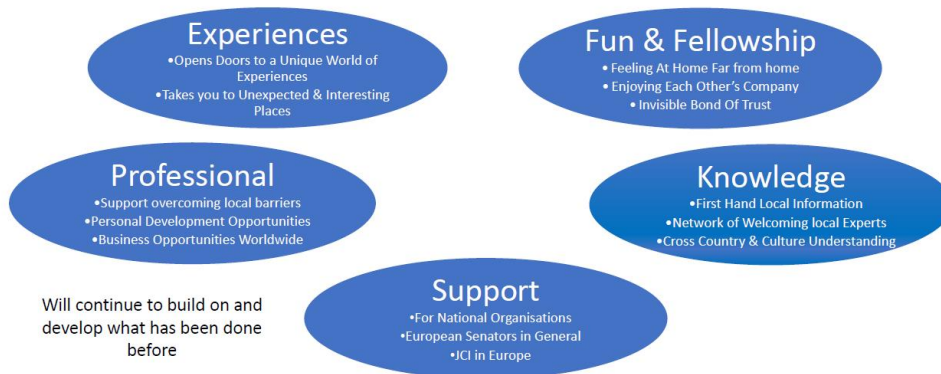 Experiences
•Opens Doors to a Unique World of
Experiences
•Takes you to Unexpected & Interesting
Places
Fun & Fellowship
• Feeling At Home Far from home
• Enjoying Each Other's Company
• Invisible Bond Of Trust
Professional
•Support overcoming local barriers
•Personal Development Opportunities
•Business Opportunities Worldwide
Knowledge
•First Hand Local Information
•Network of Welcoming local Experts
•Cross Country & Culture Understanding
Support
•For National Organisations
•European Senators in General
•JCI in Europe
Will continue to build on and
develop what has been done
before